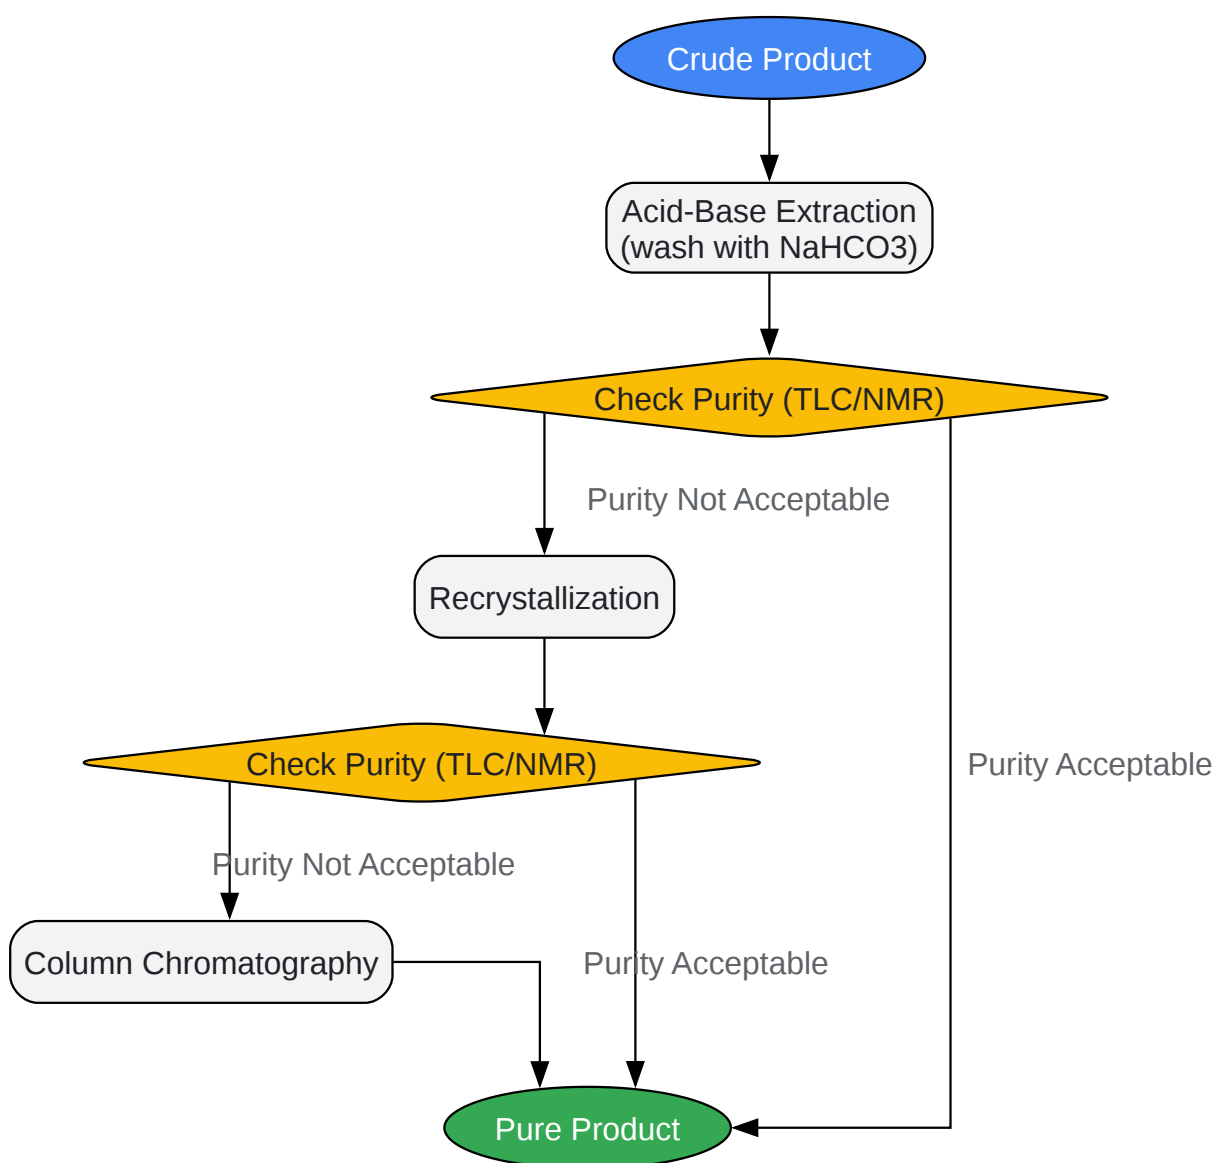 Crude Product
Acid-Base Extraction
(wash with NaHCO3)
Check Purity (TLC/NMR)
Purity Not Acceptable
Recrystallization
Check Purity (TLC/NMR)
Purity Acceptable
Purity Not Acceptable
Column Chromatography
Purity Acceptable
Pure Product